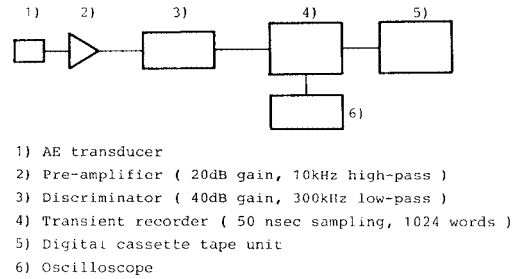 1) 2) 3) 4) 5)
6)
1) AE transducer
2) Pre-amplifier ( 20dB gain, 10kHz high-pass )
3) Discriminator ( 40dB gain, 300kHz low-pass )
4) Transient recorder ( 50 nsec sampling, 1024 words )
5) Digital cassette tape unit
6) Oscilloscope